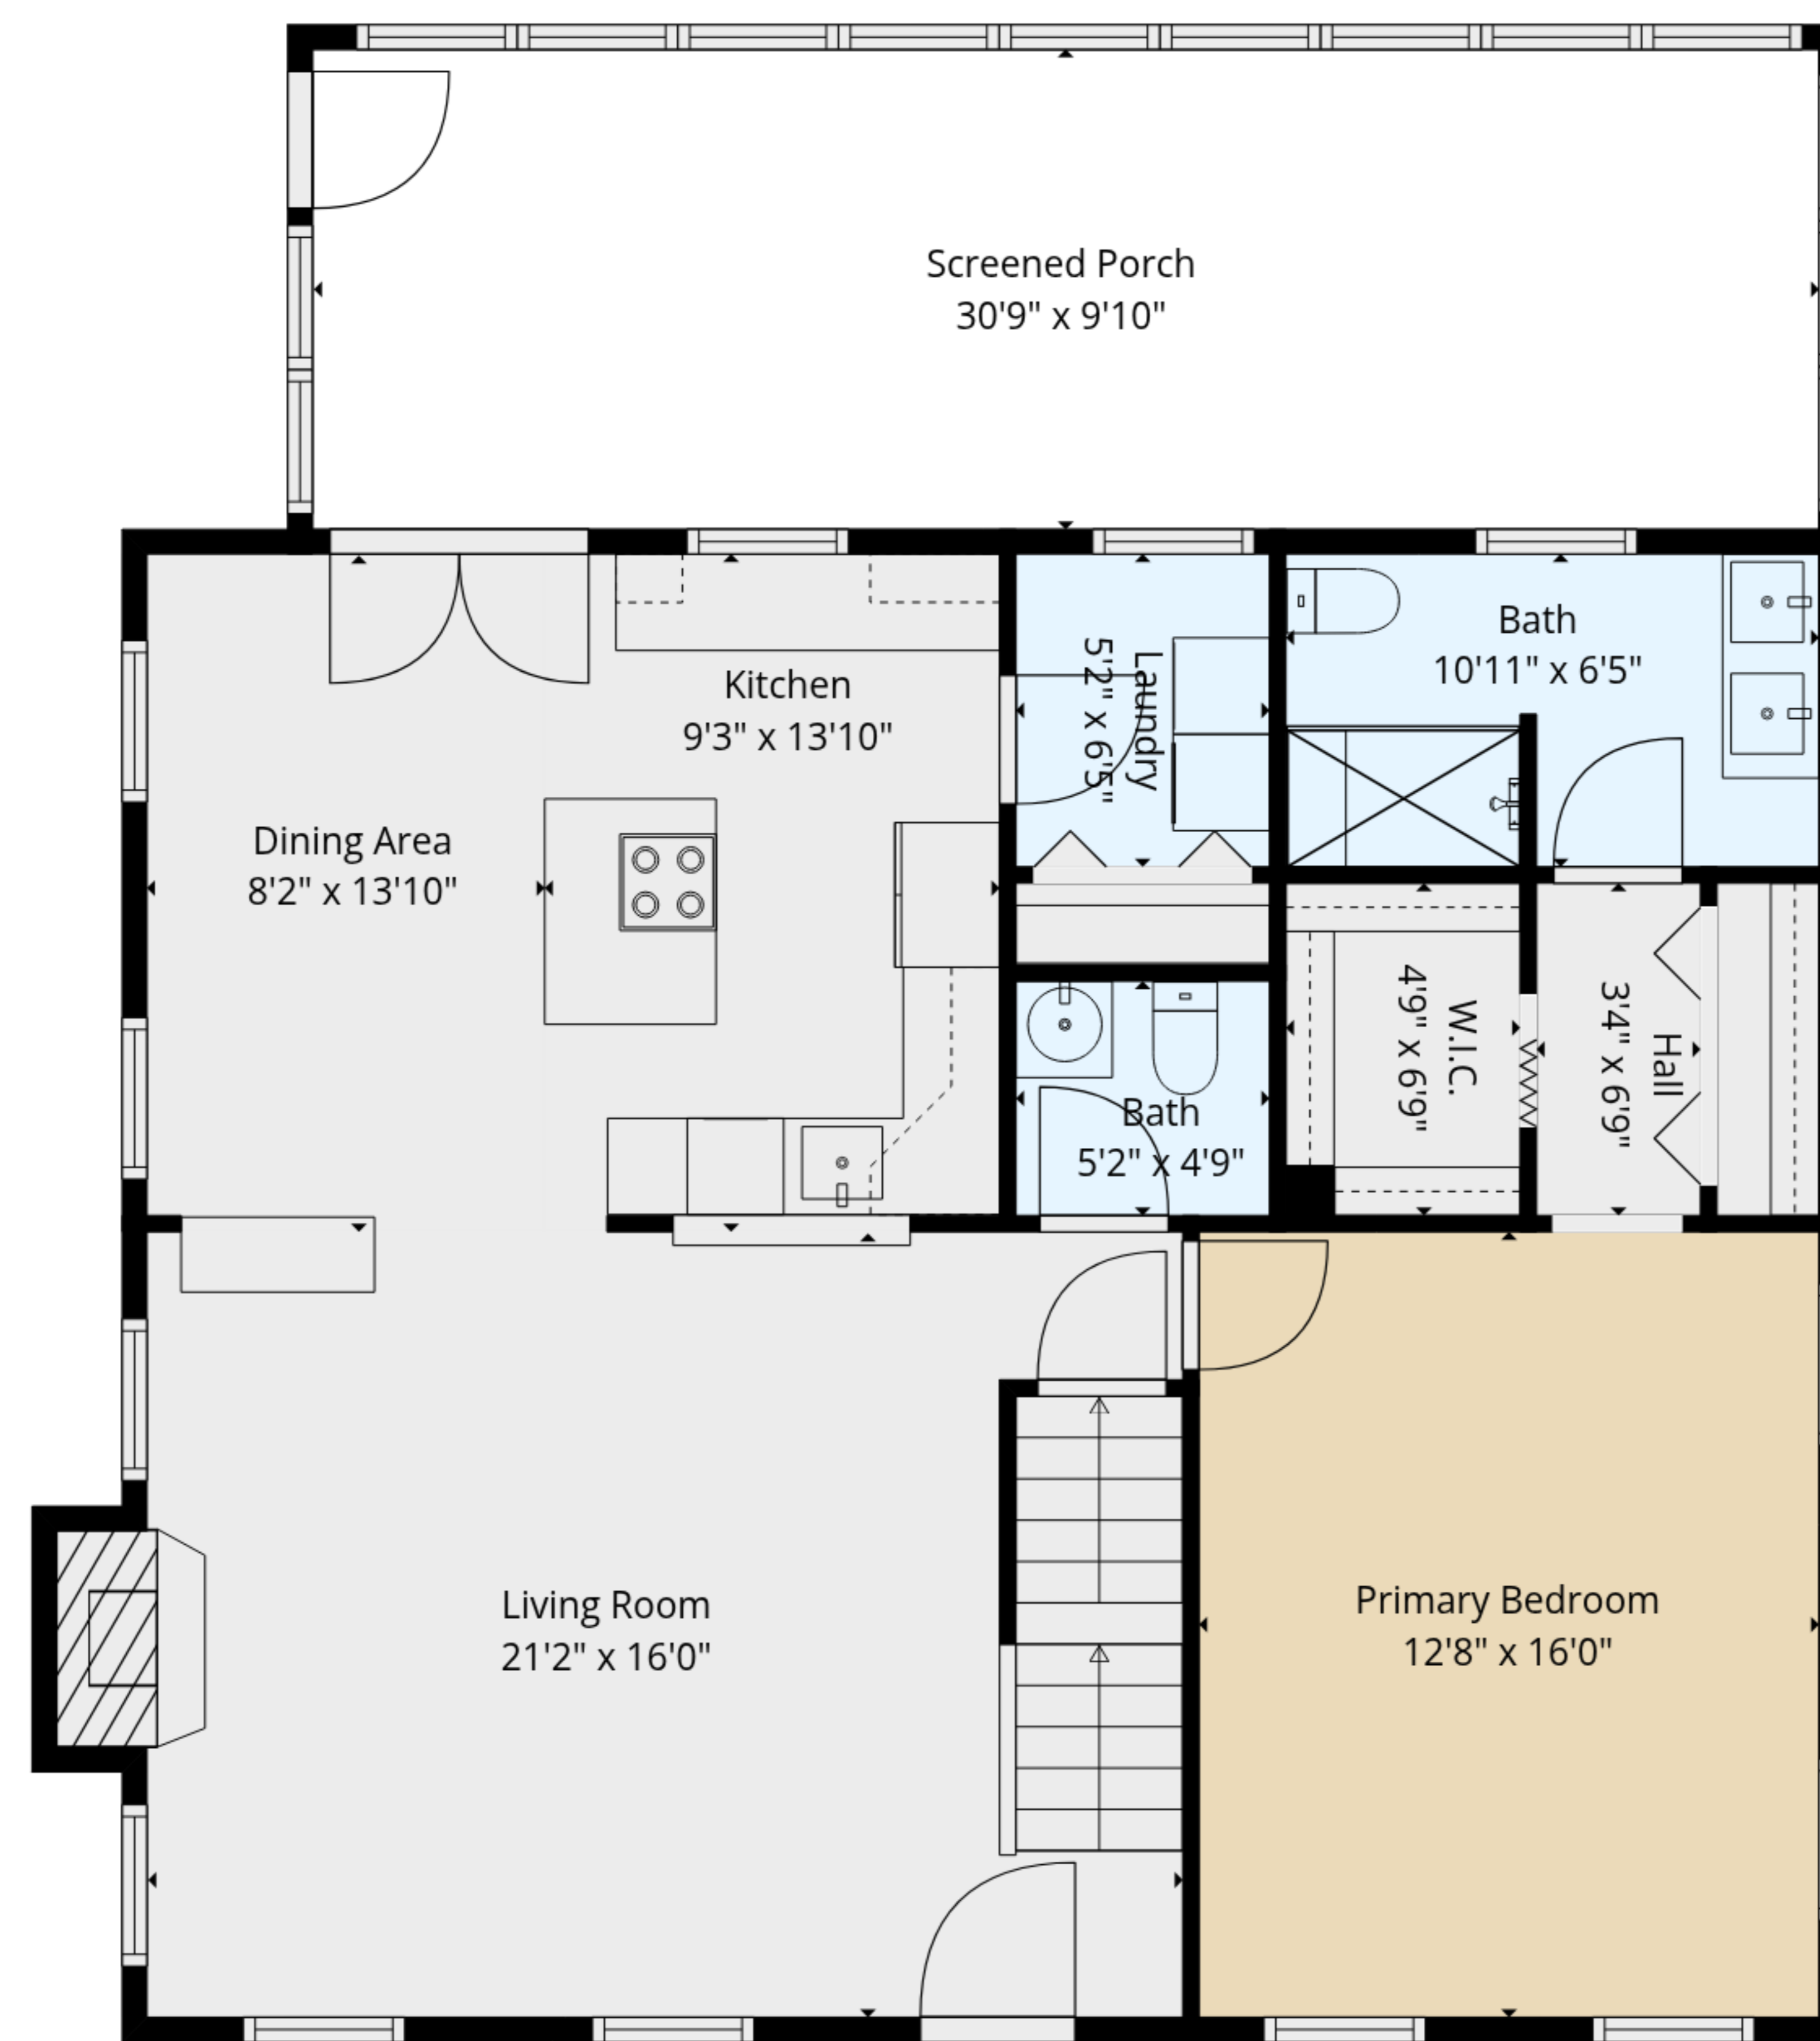 Screened Porch
30'9" x 9'10"
Bath
10'11" x 6'5"
Laundry
5'2" x 6'5"
Kitchen
9'3" x 13'10"
Dining Area
8'2" x 13'10"
W.I.C.
4'9" x 6'9"
Hall
3'4" x 6'9"
Bath
5'2" x 4'9"
Living Room
21'2" x 16'0"
Primary Bedroom
12'8" x 16'0"